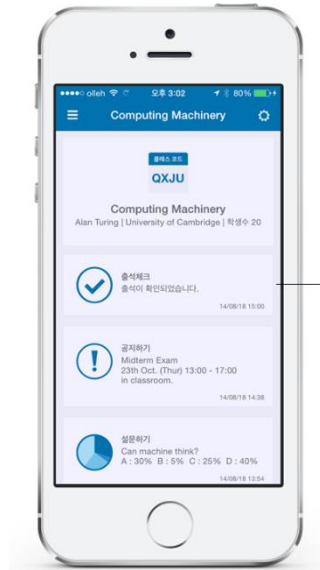 olleh 오후 3:02 80%
Computing Machinery
클래스 코드
QXJU
Computing Machinery
Alan Turing | University of Cambridge | 학생수 20
출석체크
출석이 확인되었습니다.
14/08/18 15:00
공지하기
Midterm Exam
23th Oct. (Thur) 13:00 - 17:00
in classroom.
14/08/18 14:38
설문하기
Can machine think?
A : 30% B : 5% C : 25% D : 40%
14/08/18 13:54